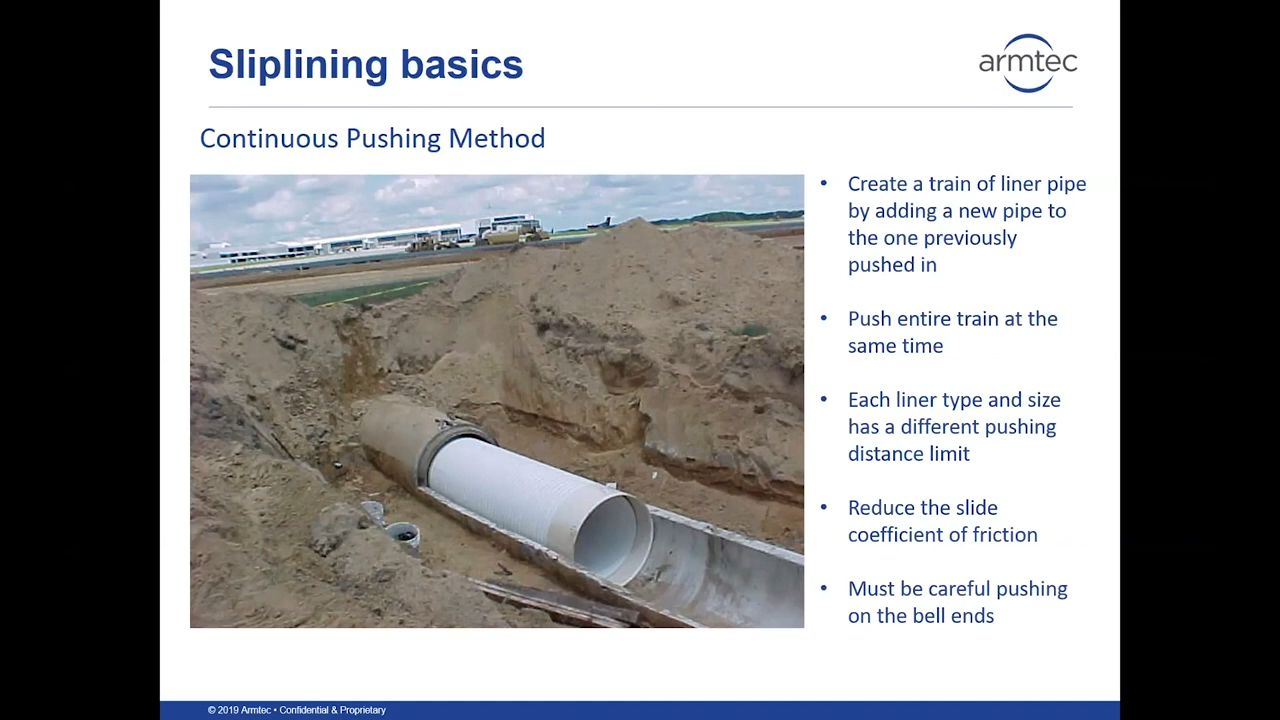 Sliplining basics
armtec
Continuous Pushing Method
• Create a train of liner pipe
by adding a new pipe to
the one previously
pushed in
• Push entire train at the
same time
• Each liner type and size
has a different pushing
distance limit
• Reduce the slide
coefficient of friction
• Must be careful pushing
on the bell ends
© 2019 Armtec • Confidential & Proprietary